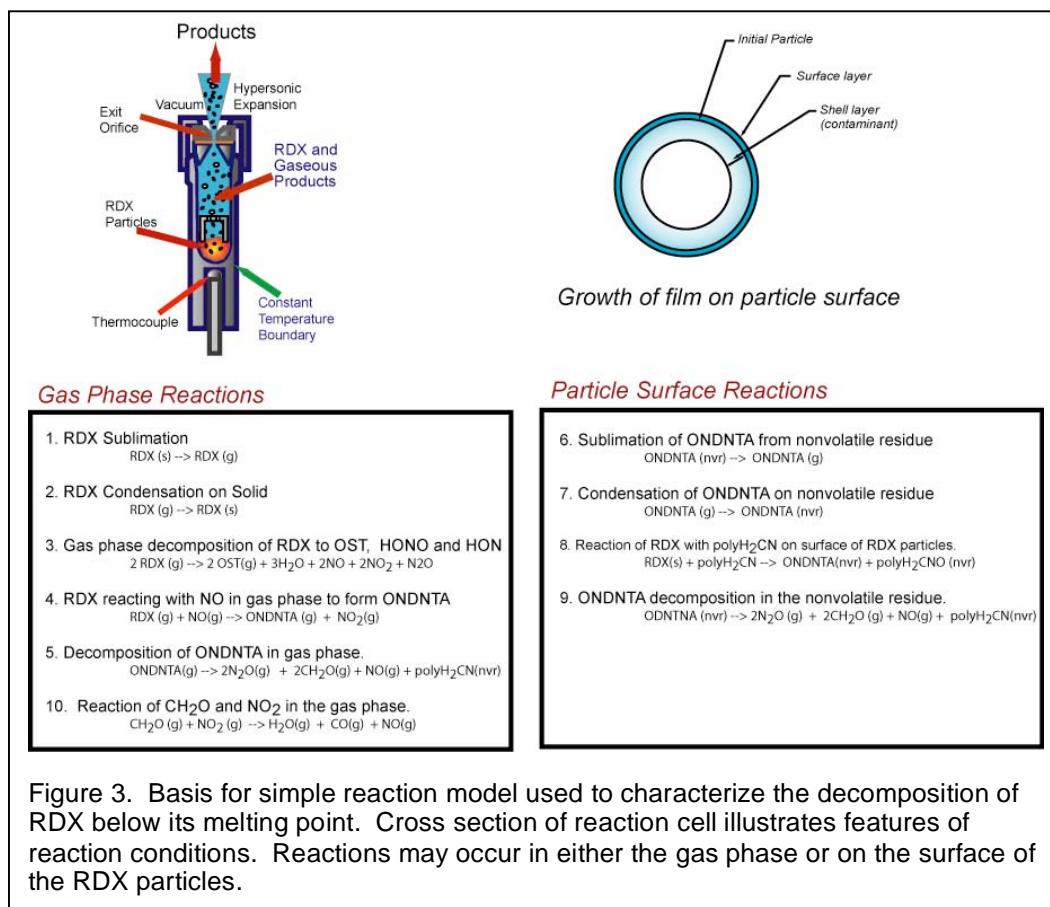 Products
Hypersonic
Expansion
Vacuum
Exit
Orifice
RDX and
Gaseous
Products
RDX
Particles
Thermocouple
Constant
Temperature
Boundary
Initial Particle
Surface layer
Shell layer
(contaminant)
Growth of film on particle surface
Gas Phase Reactions
1. RDX Sublimation
RDX (s) --> RDX (g)
2. RDX Condensation on Solid
RDX (g) --> RDX (s)
3. Gas phase decomposition of RDX to OST, HONO and HON
2 RDX (g) --> 2 OST(g) + 3H₂O + 2NO + 2NO₂ + N2O
4. RDX reacting with NO in gas phase to form ONDNTA
RDX (g) + NO(g) --> ONDNTA (g) + NO₂(g)
5. Decomposition of ONDNTA in gas phase.
ONDNTA(g) --> 2N₂O(g) + 2CH₂O(g) + NO(g) + polyH₂CN(nvr)
10. Reaction of CH₂O and NO₂ in the gas phase.
CH₂O (g) + NO₂ (g) --> H₂O(g) + CO(g) + NO(g)
Particle Surface Reactions
6. Sublimation of ONDNTA from nonvolatile residue
ONDNTA (nvr) --> ONDNTA (g)
7. Condensation of ONDNTA on nonvolatile residue
ONDNTA (g) --> ONDNTA (nvr)
8. Reaction of RDX with polyH₂CN on surface of RDX particles.
RDX(s) + polyH₂CN --> ONDNTA(nvr) + polyH₂CNO (nvr)
9. ONDNTA decomposition in the nonvolatile residue.
ODNTNA (nvr) --> 2N₂O (g) + 2CH₂O (g) + NO(g) + polyH₂CN(nvr)
Figure 3. Basis for simple reaction model used to characterize the decomposition of
RDX below its melting point. Cross section of reaction cell illustrates features of
reaction conditions. Reactions may occur in either the gas phase or on the surface of
the RDX particles.